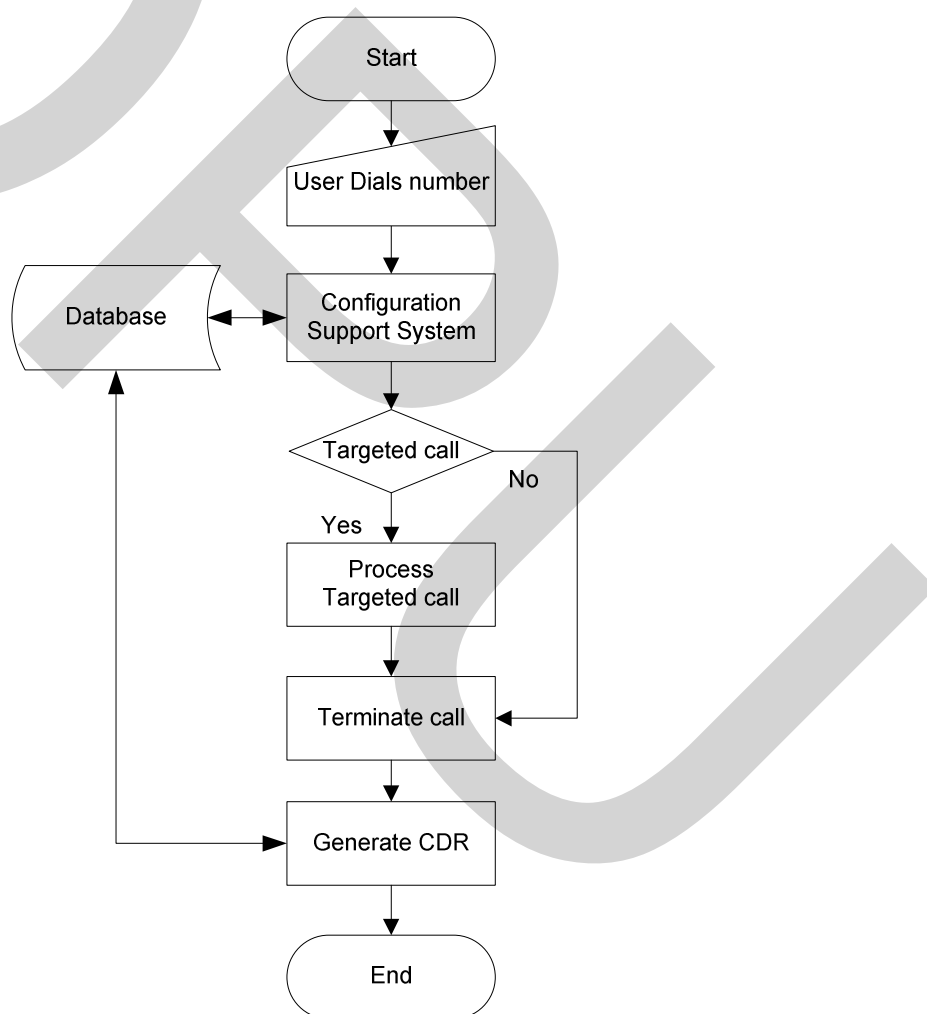 Start
User Dials number
Database
Configuration
Support System
Targeted call
No
Yes
Process
Targeted call
Terminate call
Generate CDR
End